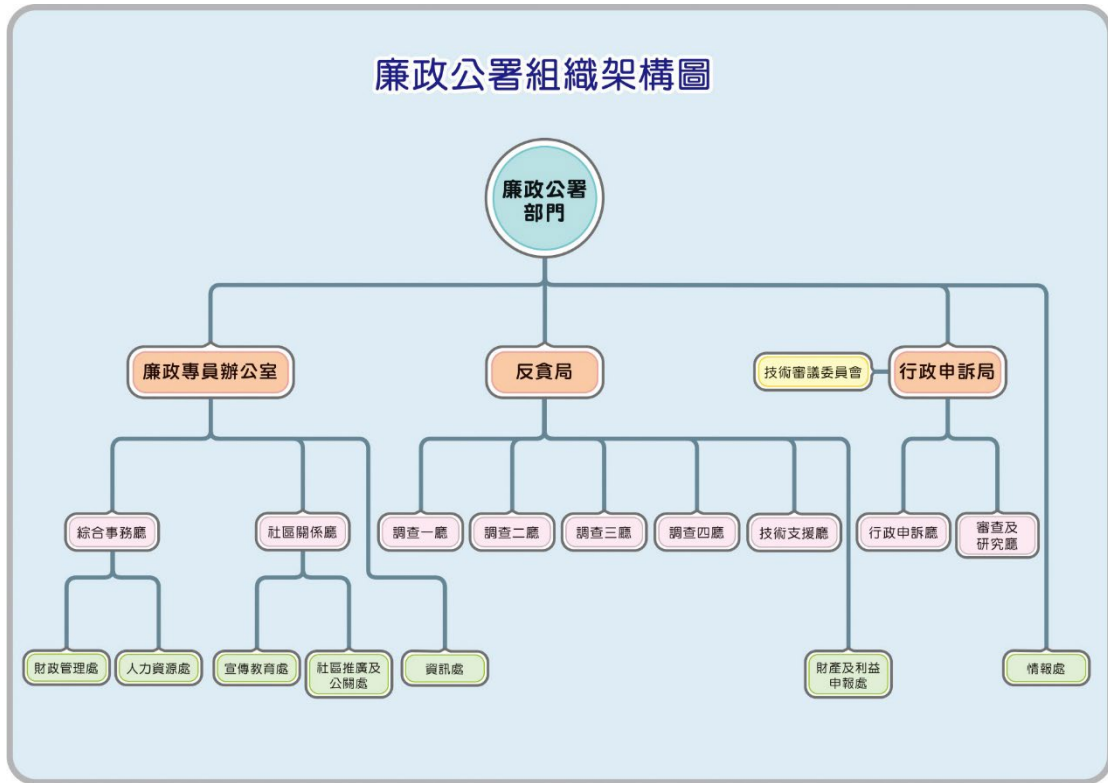 廉政公署組織架構圖
廉政公署
部門
廉政專員辦公室
反貪局
技術審議委員會
行政申訴局
綜合事務廳
社區關係廳
調查一廳
調查二廳
調查三廳
調查四廳
技術支援廳
行政申訴廳
審查及
研究廳
財政管理處
人力資源處
宣傳教育處
社區推廣及
公關處
資訊處
財產及利益
申報處
情報處